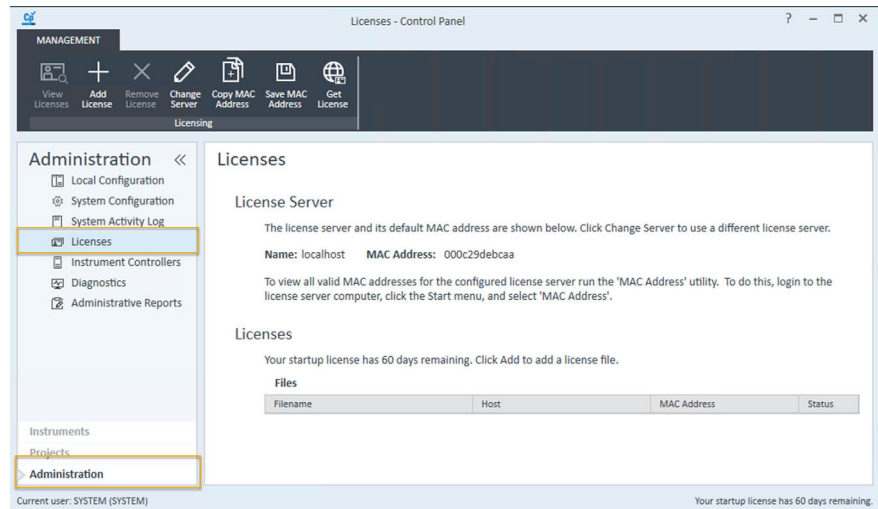 Licenses - Control Panel
MANAGEMENT
View Licenses
Add License
Remove License
Change Server
Copy MAC Address
Save MAC Address
Get License
Licensing
Administration
Local Configuration
System Configuration
System Activity Log
Licenses
Instrument Controllers
Diagnostics
Administrative Reports
Instruments
Projects
Administration
Licenses
License Server
The license server and its default MAC address are shown below. Click Change Server to use a different license server.
Name: localhost MAC Address: 000c29debcaa
To view all valid MAC addresses for the configured license server run the 'MAC Address' utility. To do this, login to the
license server computer, click the Start menu, and select 'MAC Address'.
Licenses
Your startup license has 60 days remaining. Click Add to add a license file.
Files
Filename Host MAC Address Status
Current user: SYSTEM (SYSTEM)
Your startup license has 60 days remaining.